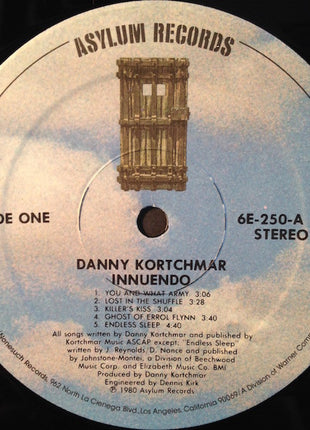 ASYLUM RECORDS
DE ONE
6E-250-A
STEREO
DANNY KORTCHMAR
INNUENDO
1. YOU AND WHAT ARMY 3:06
2. LOST IN THE SHUFFLE 3:28
3. KILLER'S KISS 3:04
4. GHOST OF ERROL FLYNN 3:40
5. ENDLESS SLEEP 4:40
All songs written by Danny Kortchmar and published by
Kortchmar Music ASCAP except: "Endless Sleep"
written by J. Reynolds/D. Nance and published by
Johnstone-Montei, a division of Beechwood
Music Corp. and Elizabeth Music Co. BMI
Produced by Danny Kortchmar
Engineered by Dennis Kirk
℗ 1980 Asylum Records
Nonesuch Records, 962 North La Cienega Blvd., Los Angeles, California 90069/A Division of Warner Com